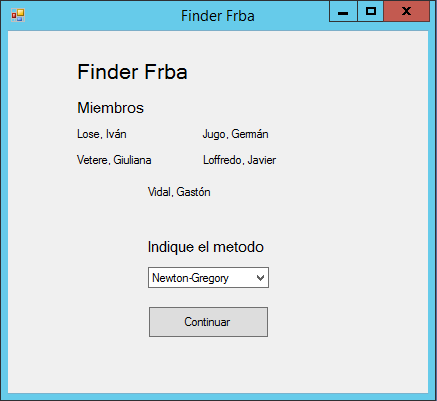 Finder Frba
Finder Frba
Miembros
Lose, Iván
Jugo, Germán
Vetere, Giuliana
Loffredo, Javier
Vidal, Gastón
Indique el metodo
Newton-Gregory
Continuar